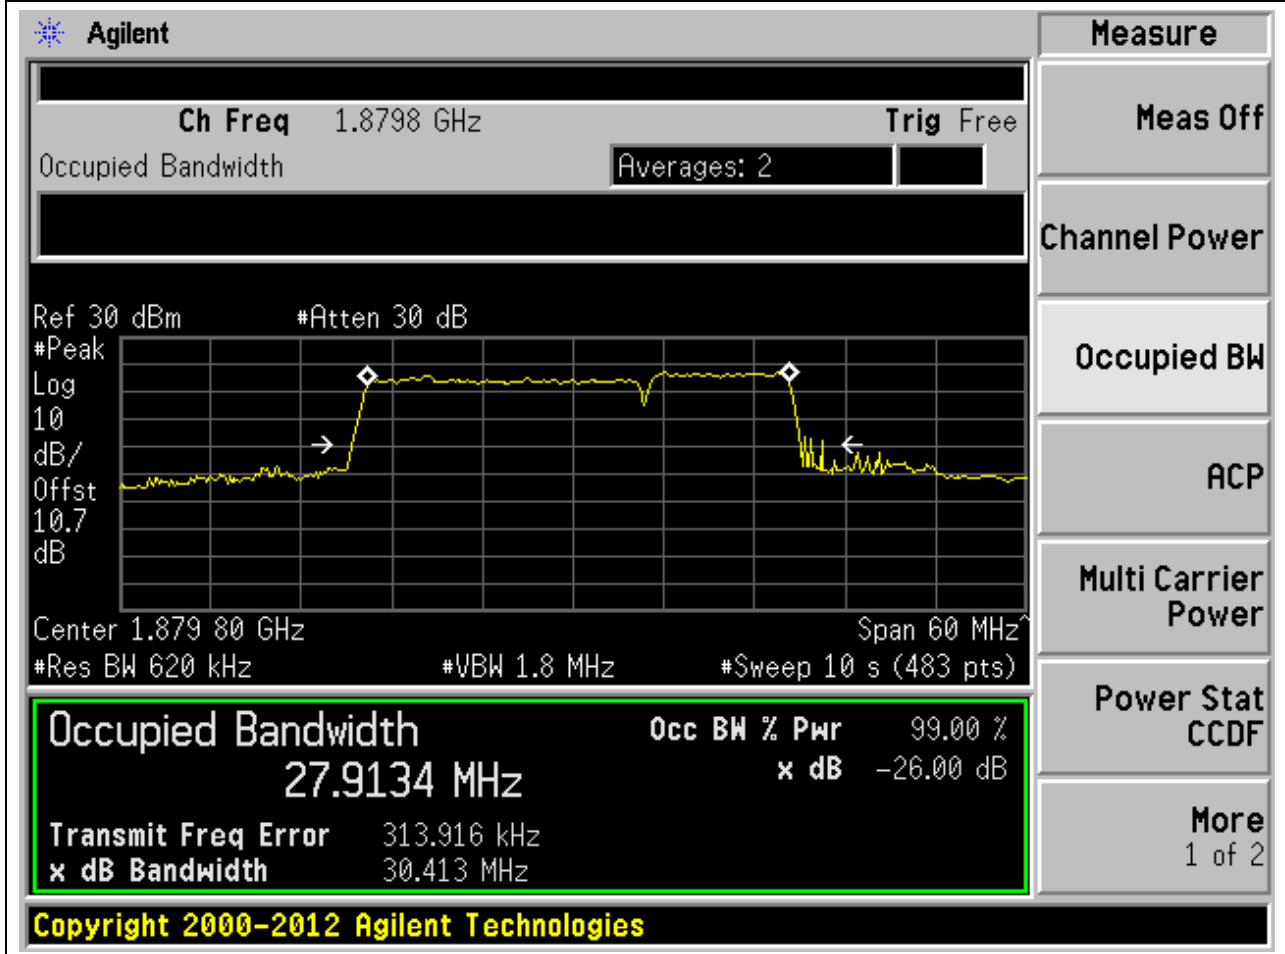 Agilent
Measure
Ch Freq 1.8798 GHz Trig Free
Meas Off
Occupied Bandwidth Averages: 2
Channel Power
Ref 30 dBm #Atten 30 dB
#Peak
Log
10
dB/
Offst
10.7
dB
Occupied BW
ACP
Center 1.879 80 GHz Span 60 MHz^
#Res BW 620 kHz #VBW 1.8 MHz #Sweep 10 s (483 pts)
Multi Carrier
Power
Occupied Bandwidth Occ BW % Pwr 99.00 %
27.9134 MHz x dB -26.00 dB
Transmit Freq Error 313.916 kHz
x dB Bandwidth 30.413 MHz
Power Stat
CCDF
More
1 of 2
Copyright 2000-2012 Agilent Technologies